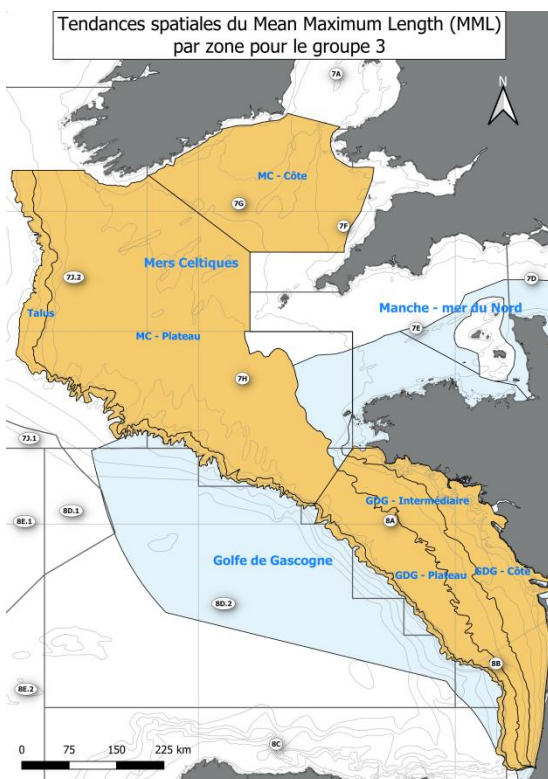 Tendances spatiales du Mean Maximum Length (MML)
par zone pour le groupe 3
7A
N
MC - Côte
7G
7F
Mers Celtiques
7J.2
7D
Talus
Manche - mer du Nord
7E
MC - Plateau
7H
7J.1
GDG - Intermédiaire
8D.1
8E.1
8A
Golfe de Gascogne
GDG - Plateau
GDG - Côte
8D.2
8B
8E.2
8C
0 75 150 225 km